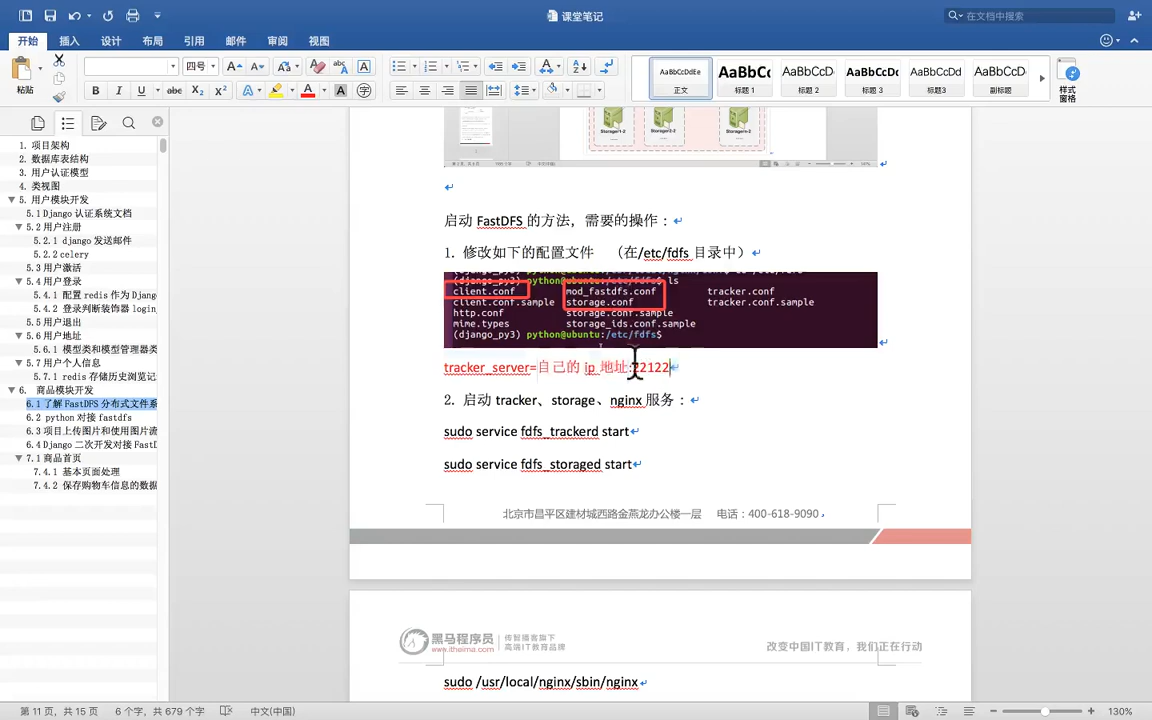 课堂笔记
在文档中搜索
开始 插入 设计 布局 引用 邮件 审阅 视图
粘贴
四号
AaBbCcDdEe AaBbCc AaBbCcD AaBbCcD AaBbCcDd AaBbCcD
正文 标题 1 标题 2 标题 3 标题3 副标题
样式
窗格
1. 项目架构
2. 数据库表结构
3. 用户认证模型
4. 类视图
5. 用户模块开发
5.1 Django 认证系统文档
5.2 用户注册
5.2.1 django 发送邮件
5.2.2 celery
5.3 用户激活
5.4 用户登录
5.4.1 配置 redis 作为 Django
5.4.2 登录判断装饰器 login_
5.5 用户退出
5.6 用户地址
5.6.1 模型类和模型管理器类
5.7 用户个人信息
5.7.1 redis 存储历史浏览记
6. 商品模块开发
6.1 了解 FastDFS 分布式文件系
6.2 python 对接 fastdfs
6.3 项目上传图片和使用图片流
6.4 Django 二次开发对接 FastD
7.1 商品首页
7.4.1 基本页面处理
7.4.2 保存购物车信息的数据
启动 FastDFS 的方法，需要的操作：
1. 修改如下的配置文件 （在/etc/fdfs 目录中）
client.conf mod_fastdfs.conf tracker.conf
client.conf.sample storage.conf tracker.conf.sample
http.conf storage.conf.sample
mime.types storage_ids.conf.sample
(django_py3) python@ubuntu:/etc/fdfs$
tracker_server=自己的 ip 地址:22122
2. 启动 tracker、storage、nginx 服务：
sudo service fdfs_trackerd start
sudo service fdfs_storaged start
北京市昌平区建材城西路金燕龙办公楼一层 电话：400-618-9090
黑马程序员 传智播客旗下
www.itheima.com 高端IT教育品牌
改变中国IT教育，我们正在行动
sudo /usr/local/nginx/sbin/nginx
第 11 页，共 15 页 6 个字，共 679 个字 中文(中国) 130%